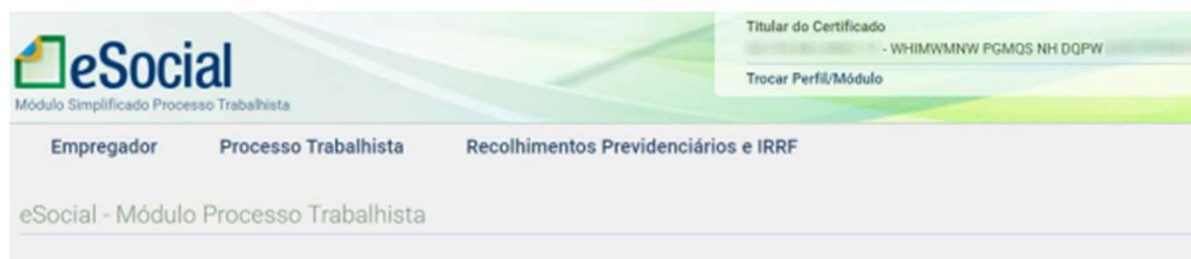 eSocial
Módulo Simplificado Processo Trabalhista
Titular do Certificado
- WHIMWMNW PGMQS NH DQPW
Trocar Perfil/Módulo
Empregador Processo Trabalhista Recolhimentos Previdenciários e IRRF
eSocial - Módulo Processo Trabalhista